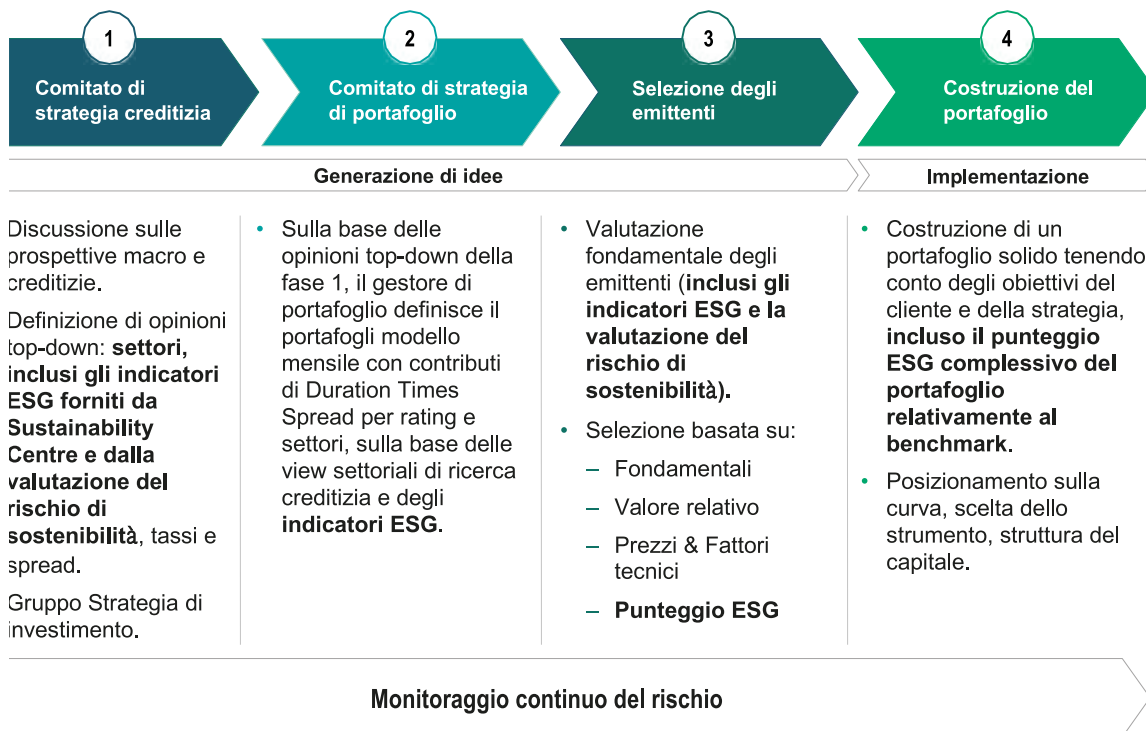 1
Comitato di
strategia creditizia
2
Comitato di strategia
di portafoglio
3
Selezione degli
emittenti
4
Costruzione del
portafoglio
Generazione di idee
Implementazione
Discussione sulle
prospettive macro e
creditizie.
Definizione di opinioni
top-down: settori,
inclusi gli indicatori
ESG forniti da
Sustainability
Centre e dalla
valutazione del
rischio di
sostenibilità, tassi e
spread.
Gruppo Strategia di
investimento.
• Sulla base delle
opinioni top-down della
fase 1, il gestore di
portafoglio definisce il
portafogli modello
mensile con contributi
di Duration Times
Spread per rating e
settori, sulla base delle
view settoriali di ricerca
creditizia e degli
indicatori ESG.
• Valutazione
fondamentale degli
emittenti (inclusi gli
indicatori ESG e la
valutazione del
rischio di
sostenibilità).
• Selezione basata su:
– Fondamentali
– Valore relativo
– Prezzi & Fattori
tecnici
– Punteggio ESG
• Costruzione di un
portafoglio solido tenendo
conto degli obiettivi del
cliente e della strategia,
incluso il punteggio
ESG complessivo del
portafoglio
relativamente al
benchmark.
• Posizionamento sulla
curva, scelta dello
strumento, struttura del
capitale.
Monitoraggio continuo del rischio